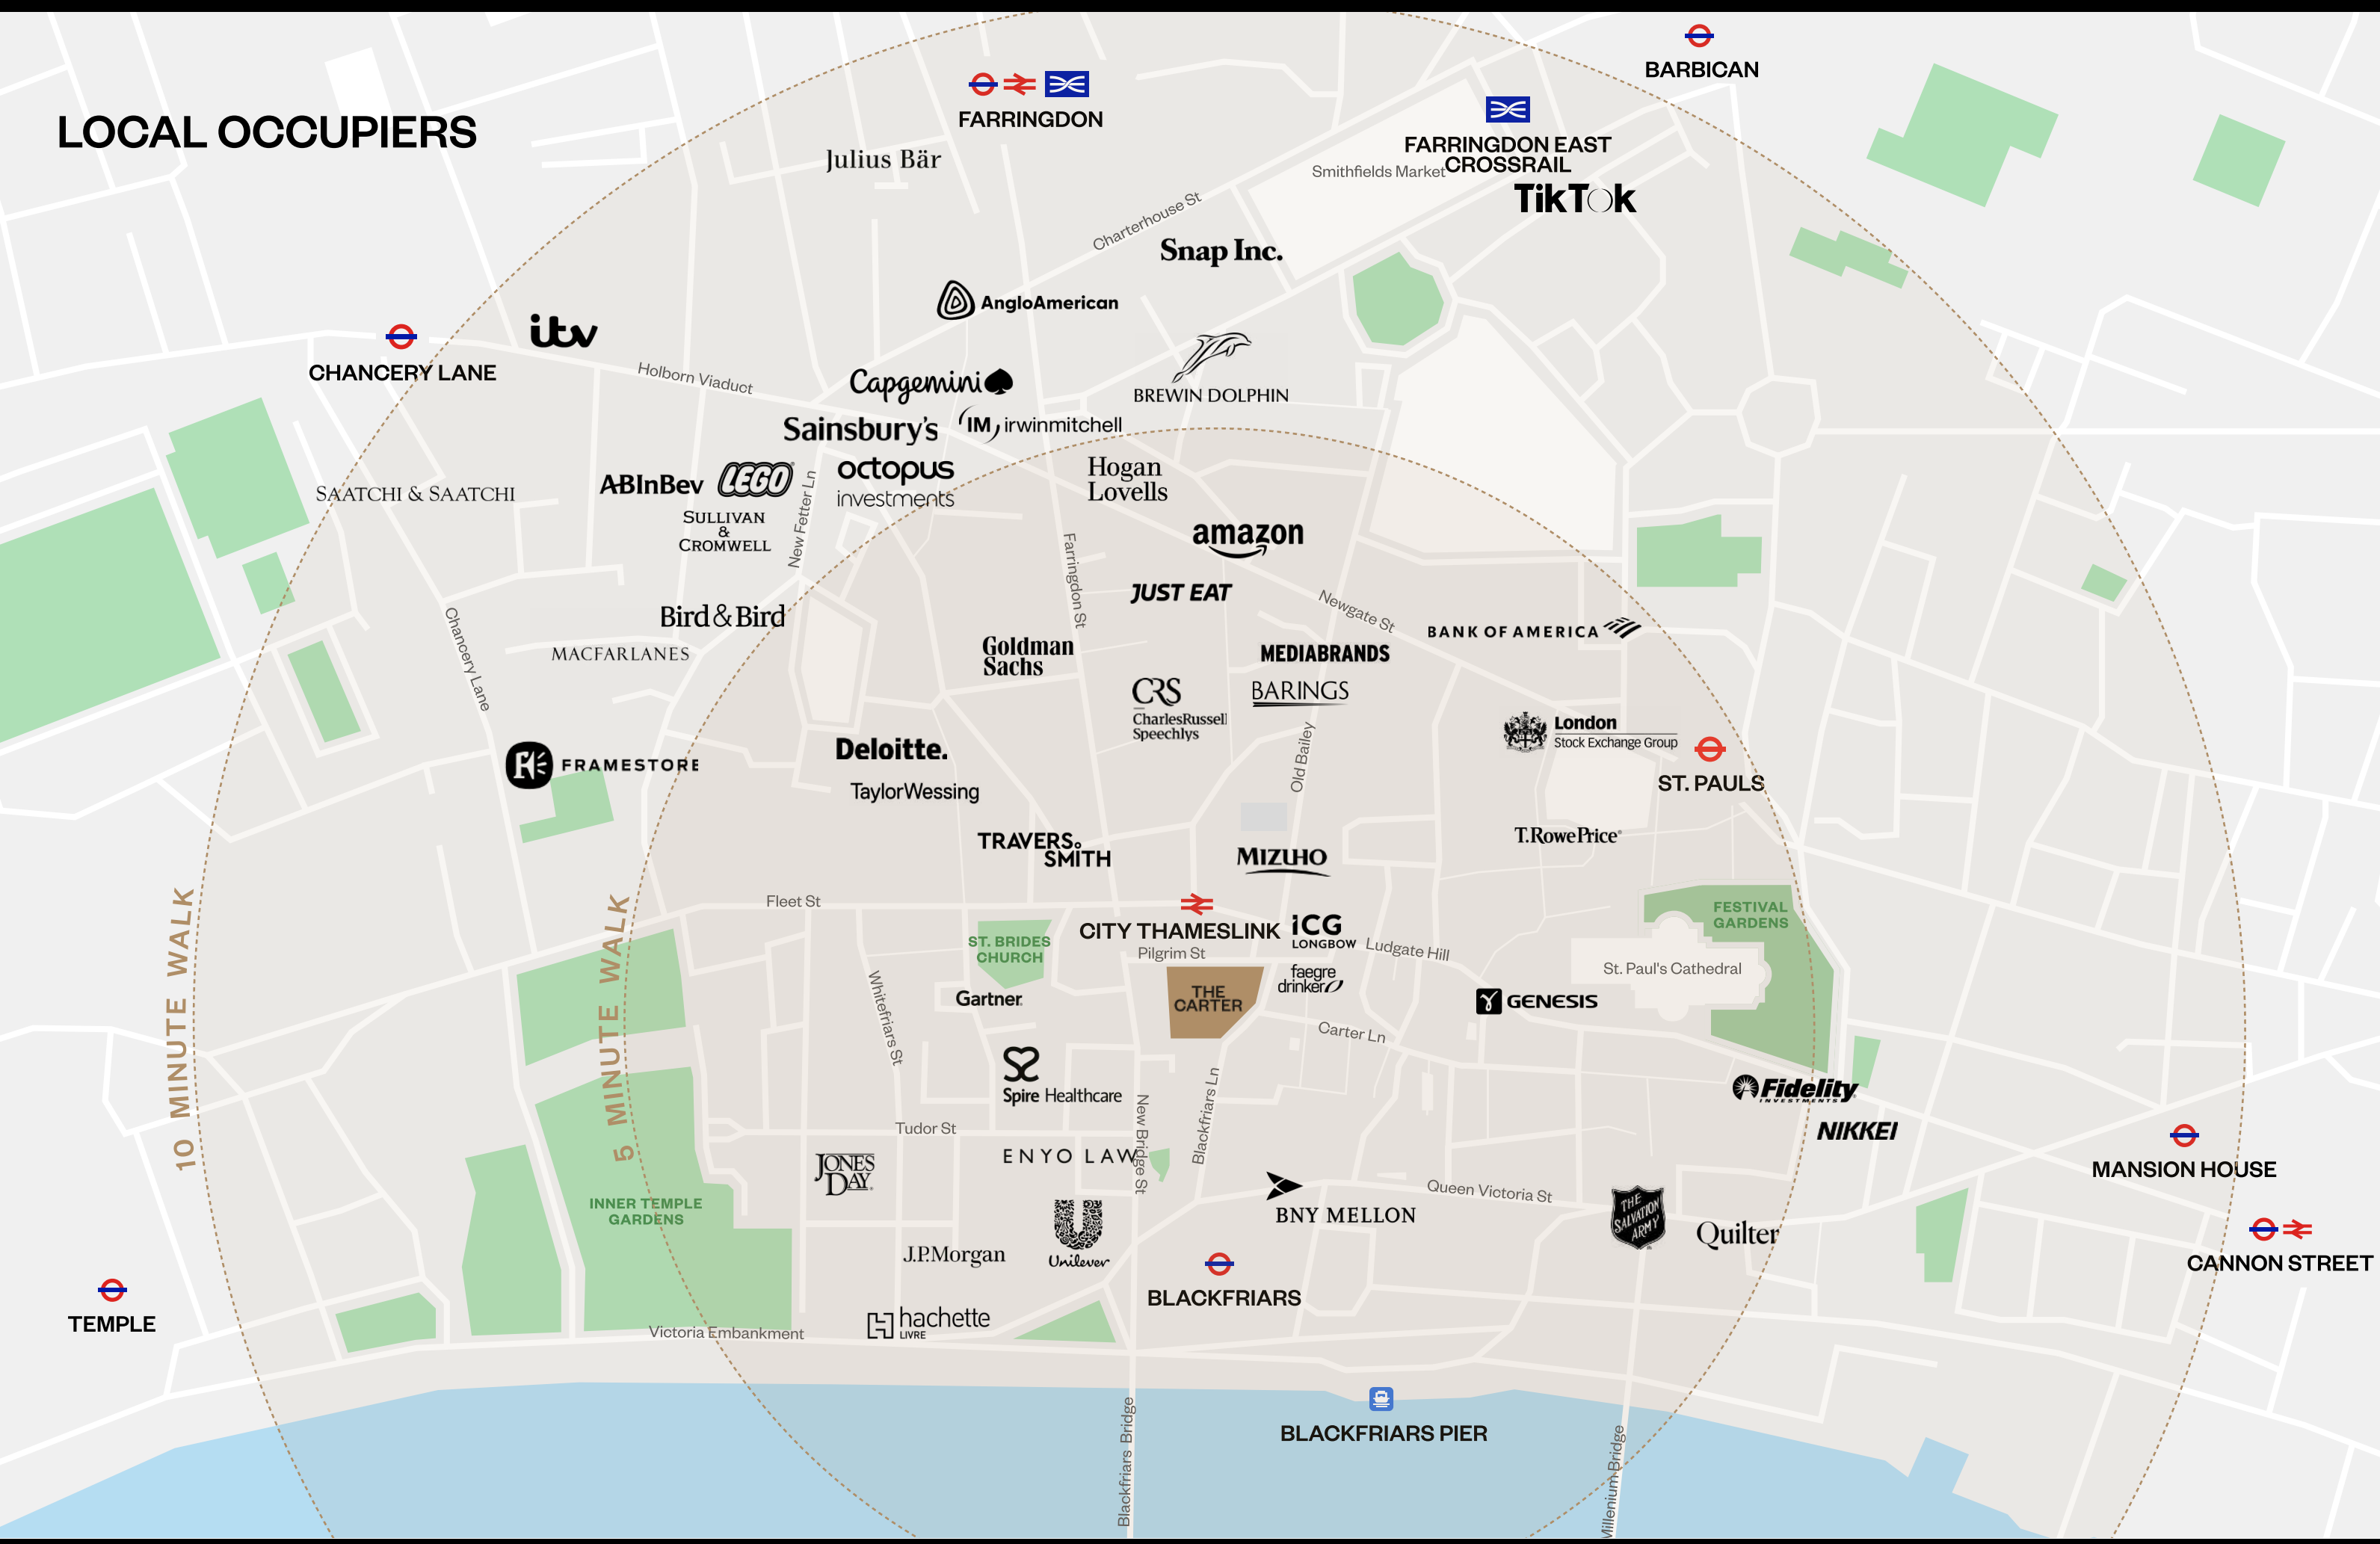 LOCAL OCCUPIERS
BARBICAN
FARRINGDON
FARRINGDON EAST
CROSSRAIL
Smithfields Market
Julius Bär
TikTok
Charterhouse St
Snap Inc.
AngloAmerican
itv
CHANCERY LANE
Holborn Viaduct
Capgemini
BREWIN DOLPHIN
Sainsbury's
IM irwinmitchell
SAATCHI & SAATCHI
ABInBev
LEGO
octopus
investments
Hogan
Lovells
SULLIVAN
&
CROMWELL
New Fetter Ln
Farringdon St
amazon
JUST EAT
Newgate St
Bird & Bird
MACFARLANES
Chancery Lane
Goldman
Sachs
MEDIABRANDS
BANK OF AMERICA
CRS
CharlesRussell
Speechlys
BARINGS
London
Stock Exchange Group
ST. PAULS
Old Bailey
FRAMESTORE
Deloitte.
TaylorWessing
TRAVERS.
SMITH
MIZUHO
T.RowePrice
10 MINUTE WALK
5 MINUTE WALK
Fleet St
ST. BRIDES
CHURCH
CITY THAMESLINK
Pilgrim St
iCG
LONGBOW
Ludgate Hill
FESTIVAL
GARDENS
St. Paul's Cathedral
Whitefriars St
Gartner
THE
CARTER
faegre
drinker
GENESIS
Carter Ln
Spire Healthcare
New Bridge St
Blackfriars Ln
Fidelity
INVESTMENTS
NIKKEI
Tudor St
ENYO LAW
JONES
DAY
MANSION HOUSE
INNER TEMPLE
GARDENS
Unilever
BNY MELLON
Queen Victoria St
THE
SALVATION
ARMY
Quilter
J.P.Morgan
BLACKFRIARS
CANNON STREET
TEMPLE
hachette
LIVRE
Victoria Embankment
BLACKFRIARS PIER
Blackfriars Bridge
Millenium Bridge